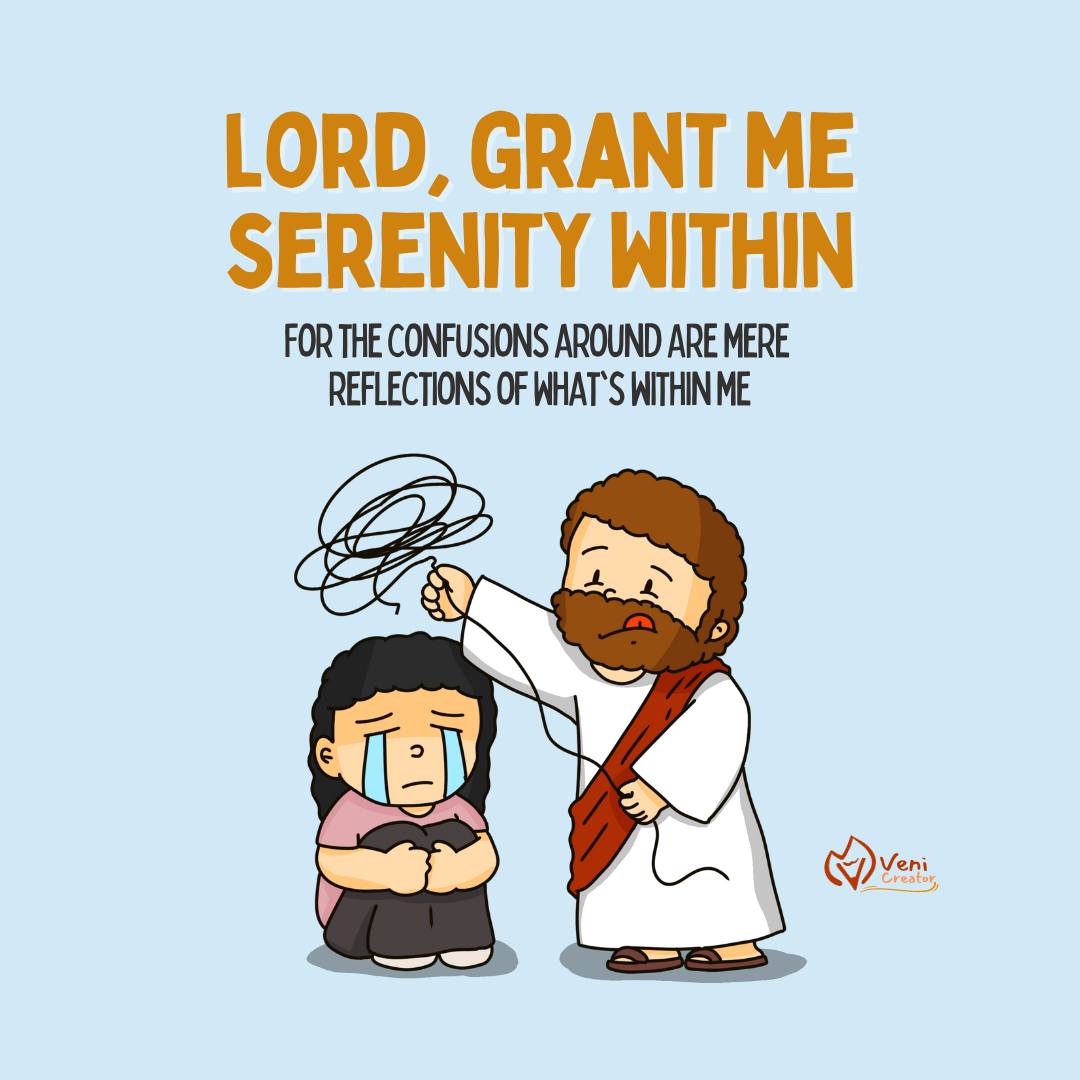 LORD, GRANT ME
SERENITY WITHIN
FOR THE CONFUSIONS AROUND ARE MERE
REFLECTIONS OF WHAT`S WITHIN ME
Veni
Creator